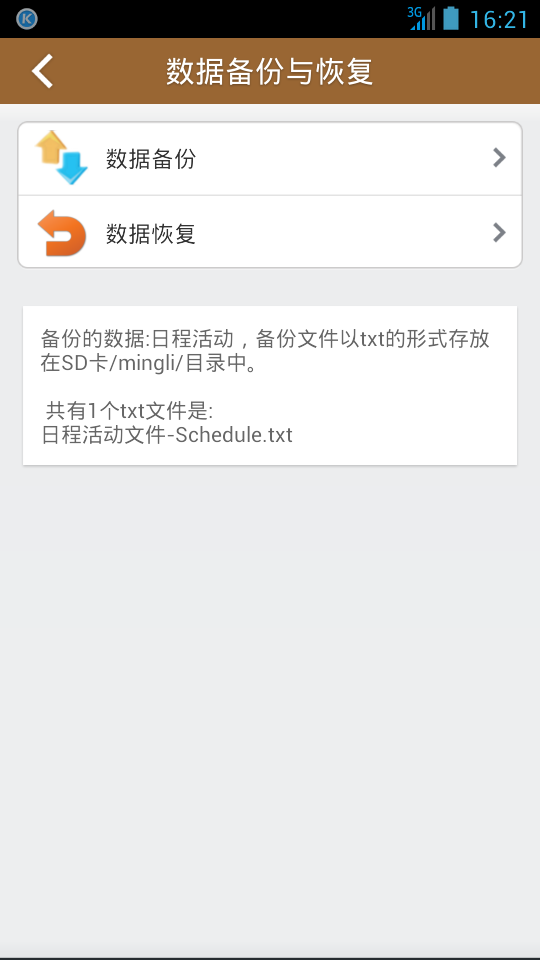 3G 16:21
数据备份与恢复
数据备份
数据恢复
备份的数据:日程活动，备份文件以txt的形式存放
在SD卡/mingli/目录中。
共有1个txt文件是:
日程活动文件-Schedule.txt